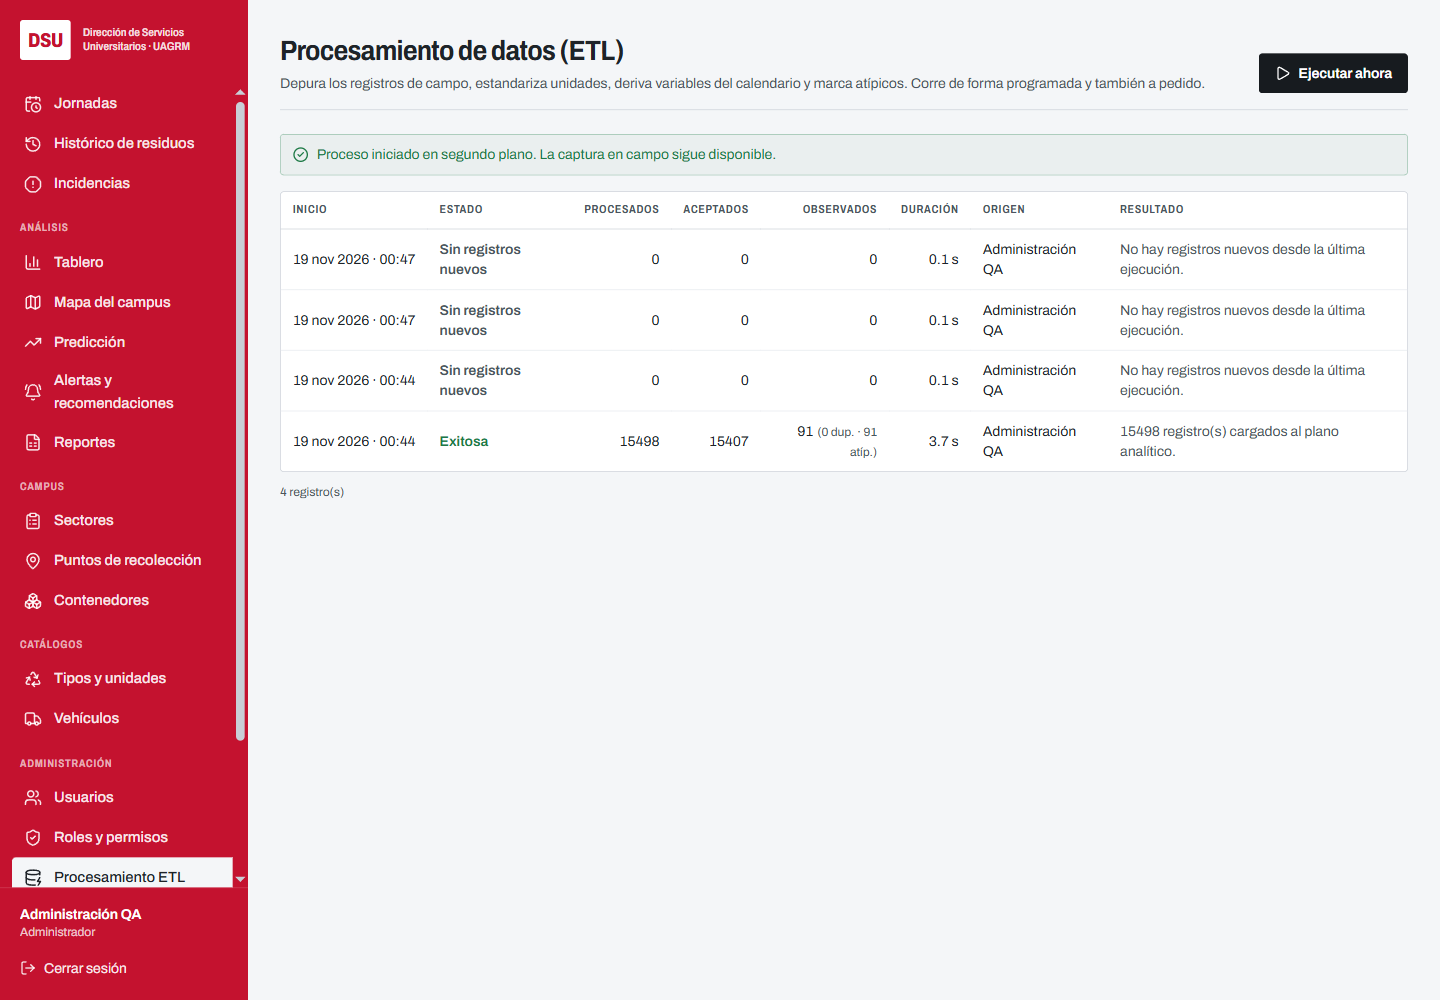 DSU
Dirección de Servicios
Universitarios · UAGRM
Jornadas
Histórico de residuos
Incidencias
ANÁLISIS
Tablero
Mapa del campus
Predicción
Alertas y
recomendaciones
Reportes
CAMPUS
Sectores
Puntos de recolección
Contenedores
CATÁLOGOS
Tipos y unidades
Vehículos
ADMINISTRACIÓN
Usuarios
Roles y permisos
Procesamiento ETL
Administración QA
Administrador
Cerrar sesión
Procesamiento de datos (ETL)
Depura los registros de campo, estandariza unidades, deriva variables del calendario y marca atípicos. Corre de forma programada y también a pedido.
Ejecutar ahora
Proceso iniciado en segundo plano. La captura en campo sigue disponible.
INICIO ESTADO PROCESADOS ACEPTADOS OBSERVADOS DURACIÓN ORIGEN RESULTADO
19 nov 2026 · 00:47 Sin registros nuevos 0 0 0 0.1 s Administración QA No hay registros nuevos desde la última ejecución.
19 nov 2026 · 00:47 Sin registros nuevos 0 0 0 0.1 s Administración QA No hay registros nuevos desde la última ejecución.
19 nov 2026 · 00:44 Sin registros nuevos 0 0 0 0.1 s Administración QA No hay registros nuevos desde la última ejecución.
19 nov 2026 · 00:44 Exitosa 15498 15407 91 (0 dup. · 91 atíp.) 3.7 s Administración QA 15498 registro(s) cargados al plano analítico.
4 registro(s)